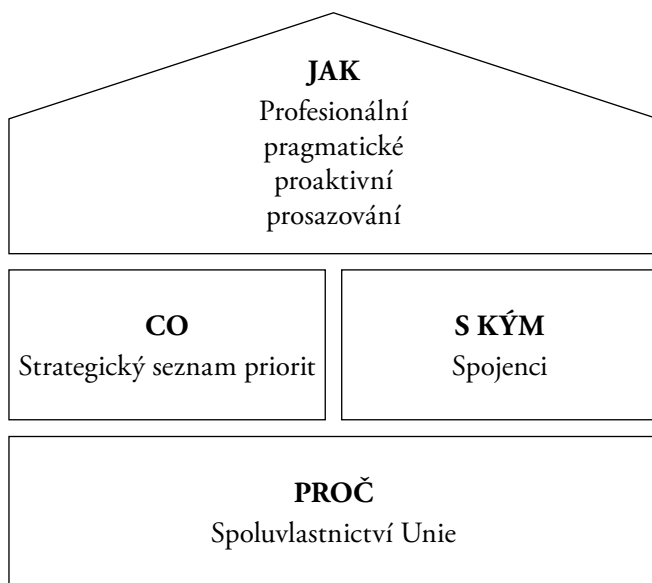 JAK
Profesionální
pragmatické
proaktivní
prosazování
CO
Strategický seznam priorit
S KÝM
Spojenci
PROČ
Spoluvlastnictví Unie